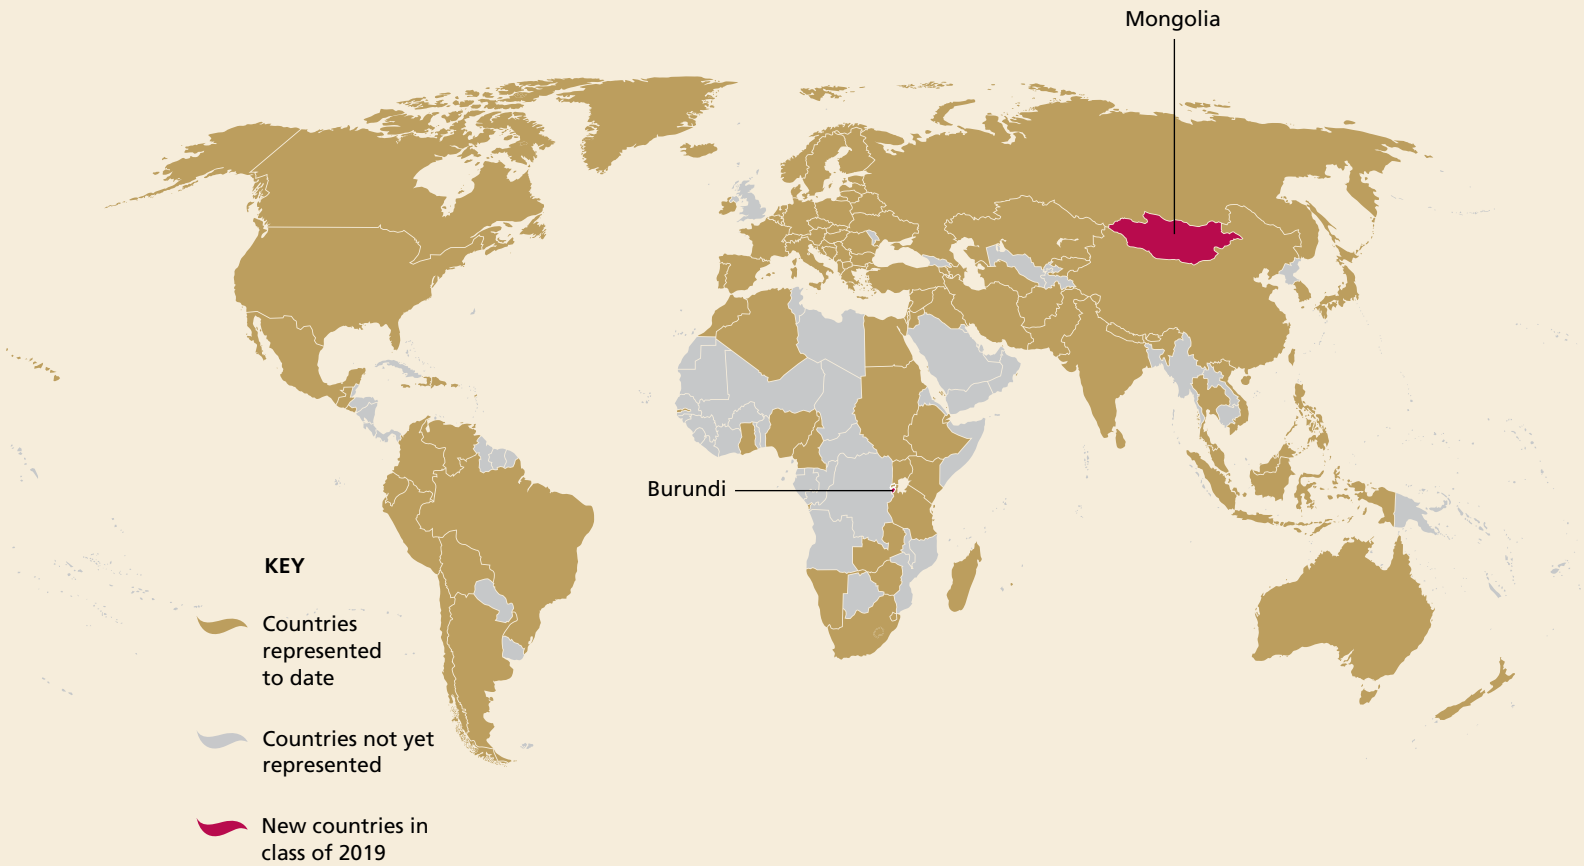 Mongolia
Burundi
KEY
Countries
represented
to date
Countries not yet
represented
New countries in
class of 2019